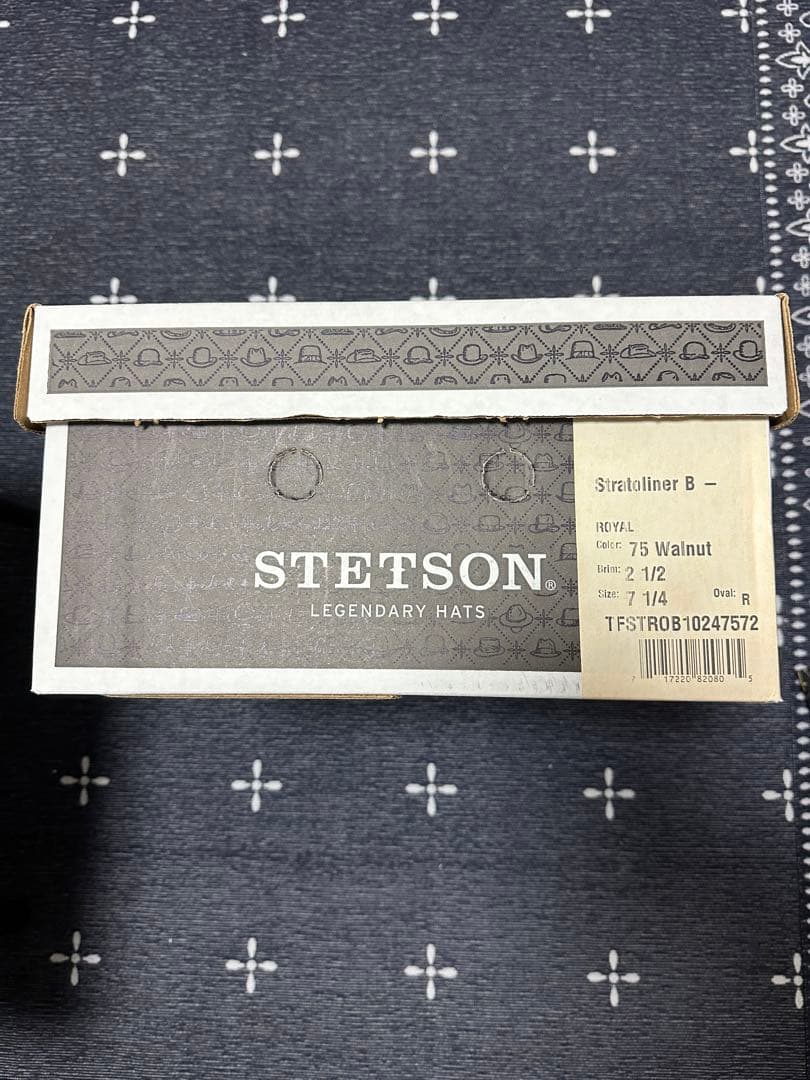 STETSON®
LEGENDARY HATS
Stratoliner B –
ROYAL
Color: 75 Walnut
Brim: 2 1/2
Size: 7 1/4 Oval: R
TFSTROB10247572
7 17220 82080 5